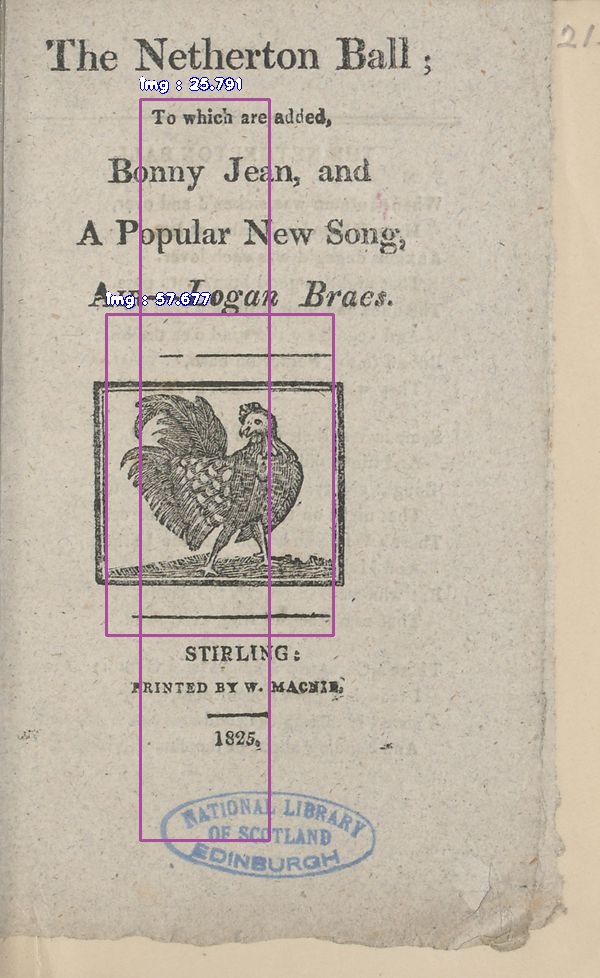 21
The Netherton Ball;
img : 25.791
To which are added,
Bonny Jean, and
A Popular New Song,
Logan Braes.
img : 57.677
STIRLING:
PRINTED BY W. MACNIE,
1825.
NATIONAL LIBRARY
OF SCOTLAND
EDINBURGH